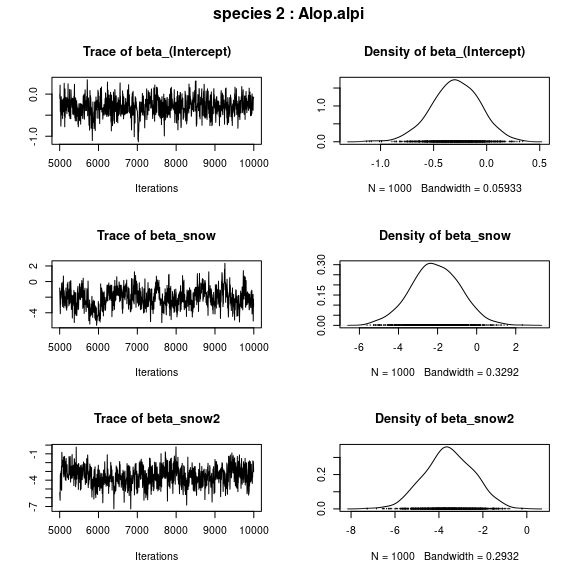 species 2 : Alop.alpi
Trace of beta_(Intercept)
Density of beta_(Intercept)
0.0
-1.0
5000 6000 7000 8000 9000 10000
Iterations
1.0
0.0
-1.0 -0.5 0.0 0.5
N = 1000 Bandwidth = 0.05933
Trace of beta_snow
Density of beta_snow
2
0
-4
5000 6000 7000 8000 9000 10000
Iterations
0.30
0.15
0.00
-6 -4 -2 0 2
N = 1000 Bandwidth = 0.3292
Trace of beta_snow2
Density of beta_snow2
-1
-4
-7
5000 6000 7000 8000 9000 10000
Iterations
0.2
0.0
-8 -6 -4 -2 0
N = 1000 Bandwidth = 0.2932